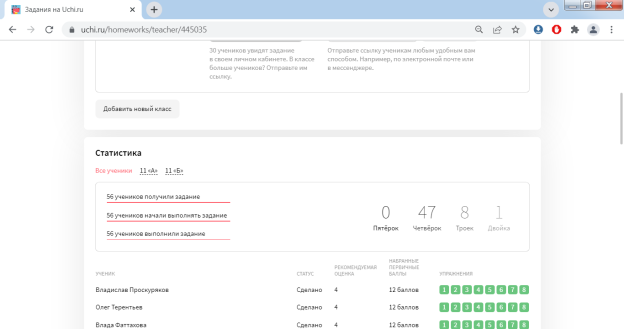 Задания на Uchi.ru
uchi.ru/homeworks/teacher/445035
30 учеников увидят задание
в своем личном кабинете. В классе
больше учеников? Отправьте им
ссылку.
Отправьте ссылку ученикам любым удобным вам
способом. Например, по электронной почте или
в мессенджере.
Добавить новый класс
Статистика
Все ученики 11 «А» 11 «Б»
56 учеников получили задание
56 учеников начали выполнять задание
56 учеников выполнили задание
0 47 8 1
Пятёрок Четвёрок Троек Двойка
УЧЕНИК СТАТУС РЕКОМЕНДУЕМАЯ ОЦЕНКА НАБРАННЫЕ ПЕРВИЧНЫЕ БАЛЛЫ УПРАЖНЕНИЯ
Владислав Проскуряков Сделано 4 12 баллов 1 2 3 4 5 6 7 8
Олег Терентьев Сделано 4 12 баллов 1 2 3 4 5 6 7 8
Влада Фаттахова Сделано 4 12 баллов 1 2 3 4 5 6 7 8